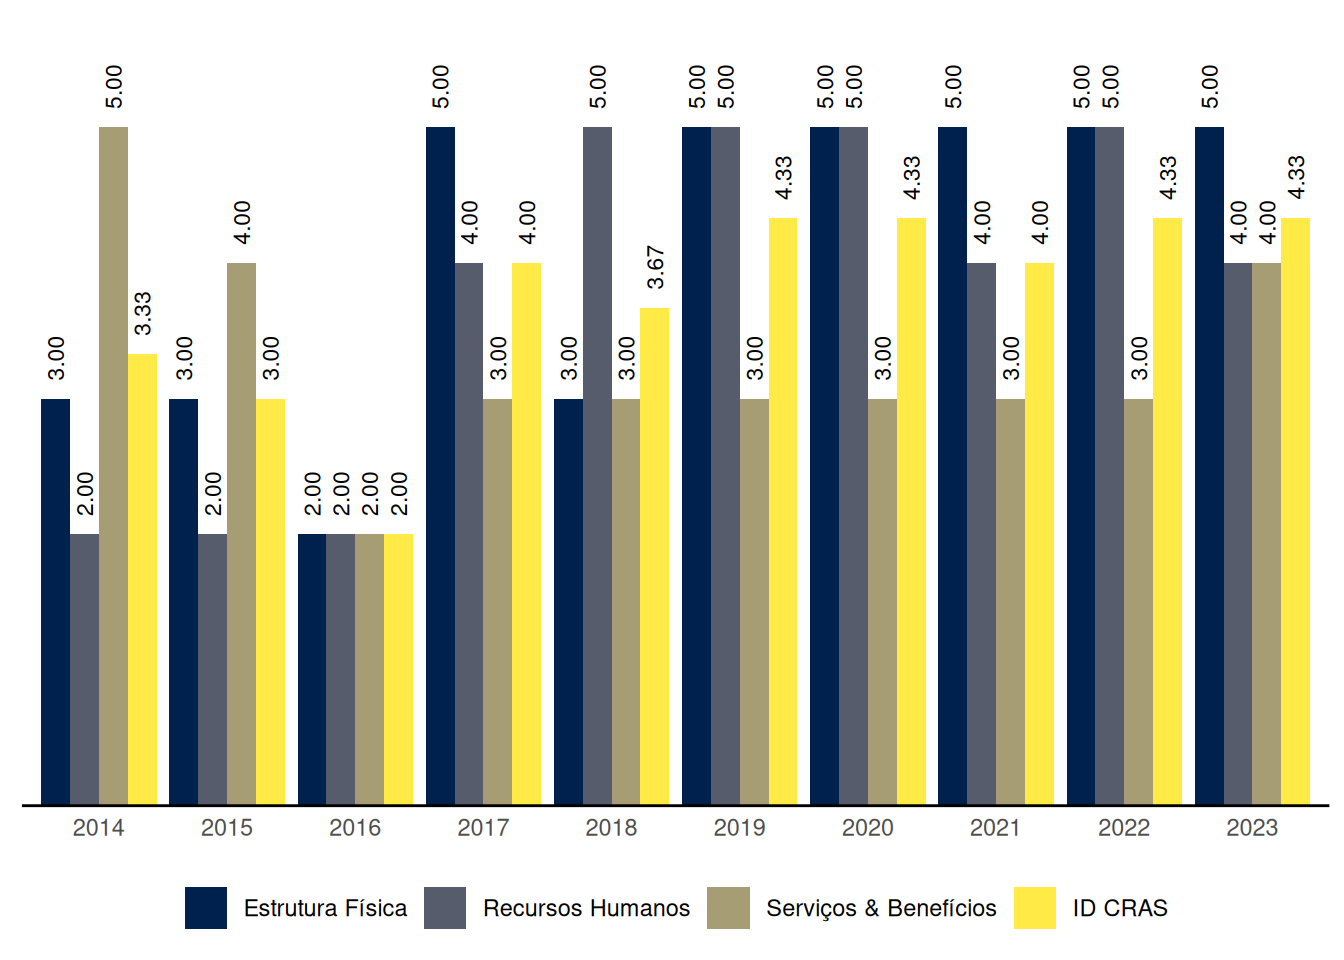 3.00 2.00 5.00 3.33 3.00 2.00 4.00 3.00 2.00 2.00 2.00 2.00 5.00 4.00 3.00 4.00 3.00 5.00 3.00 3.67 5.00 5.00 3.00 4.33 5.00 5.00 3.00 4.33 5.00 4.00 3.00 4.00 5.00 5.00 3.00 4.33 5.00 4.00 4.00 4.33
2014 2015 2016 2017 2018 2019 2020 2021 2022 2023
Estrutura Física Recursos Humanos Serviços & Benefícios ID CRAS